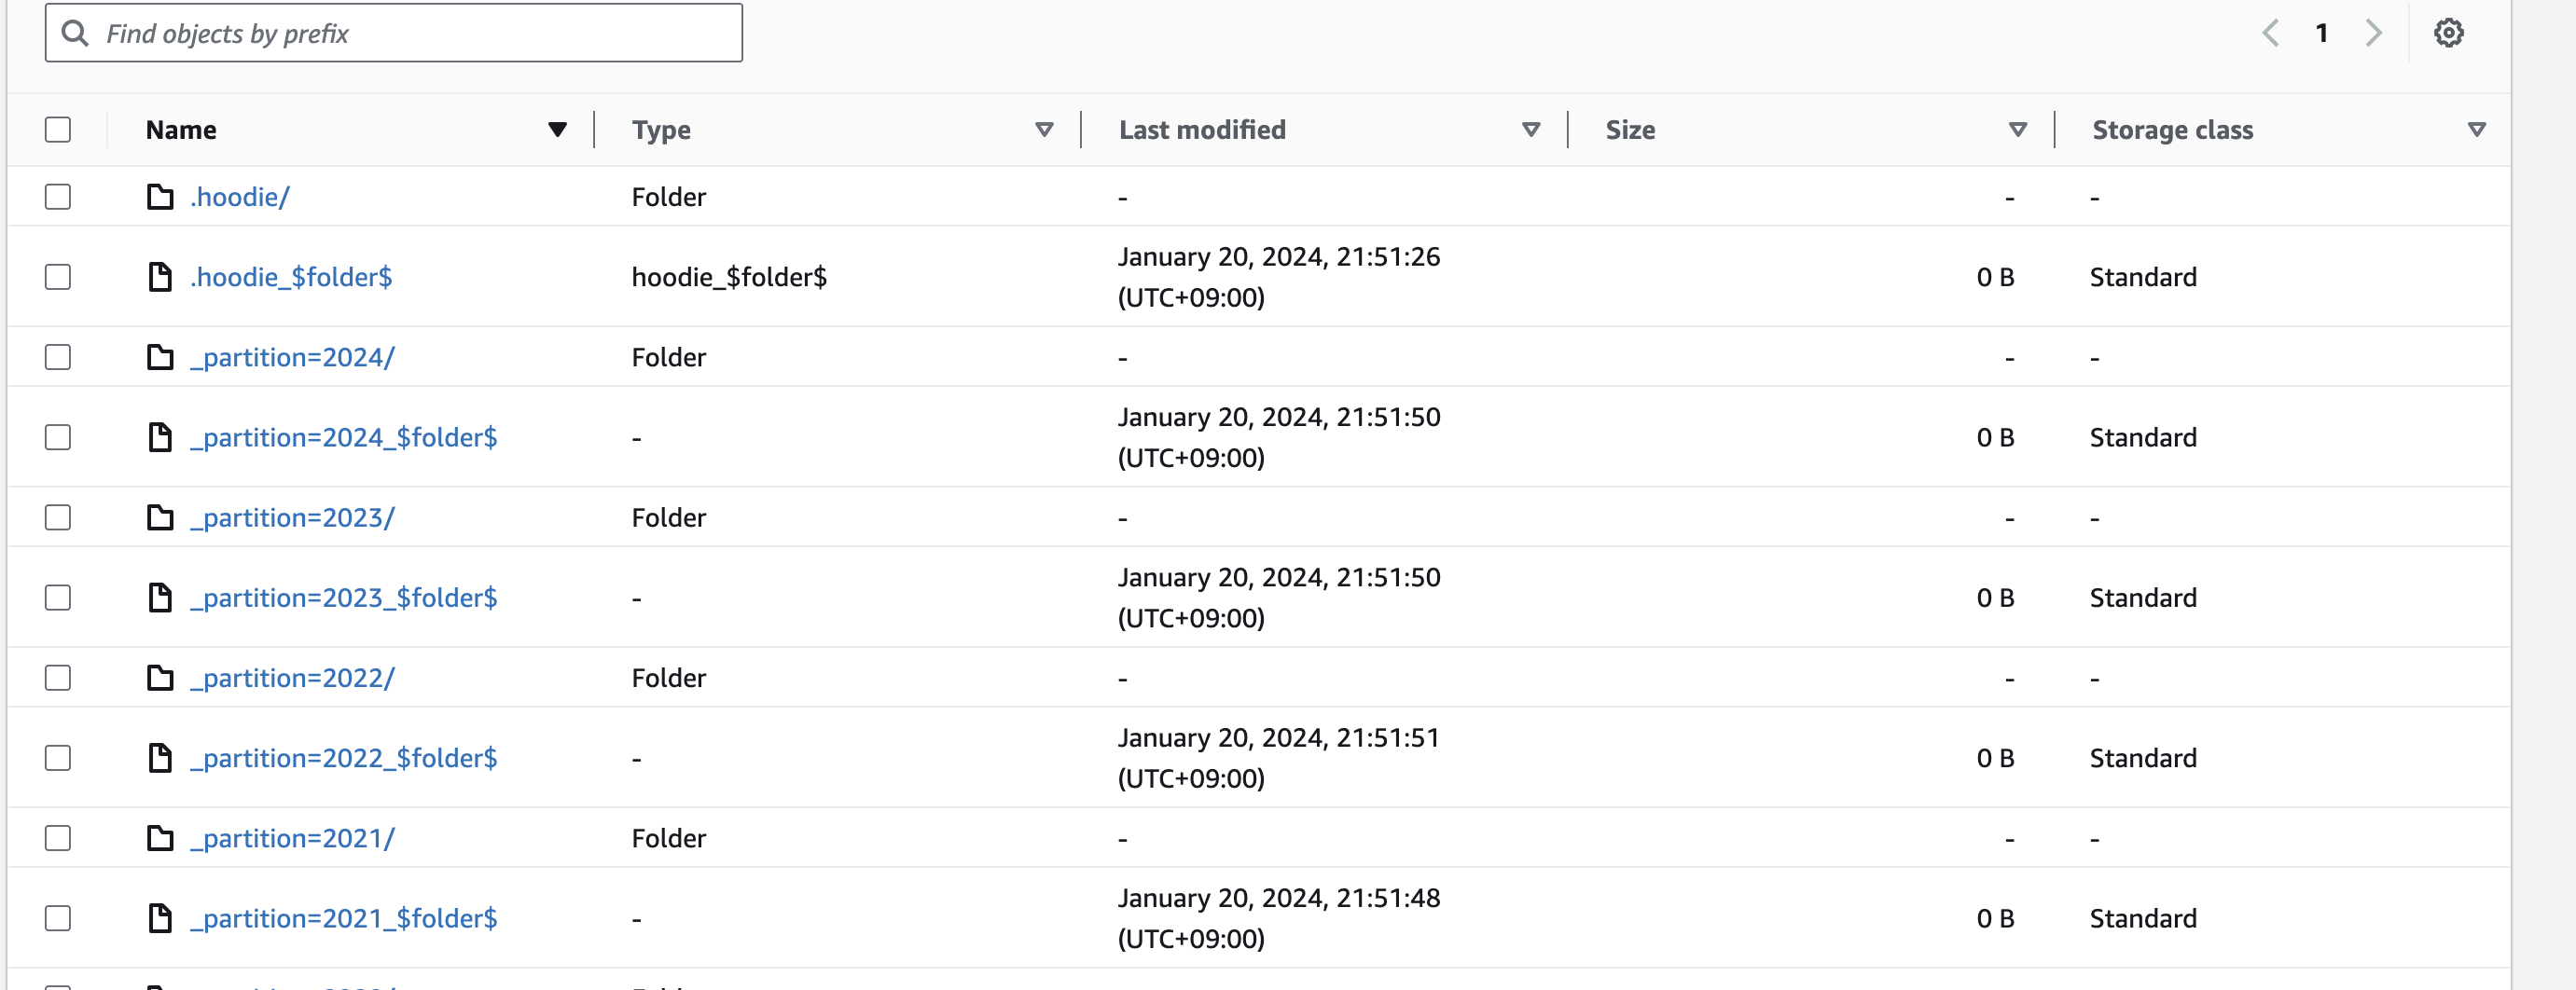 Find objects by prefix
1
Name Type Last modified Size Storage class
.hoodie/ Folder - - -
.hoodie_$folder$ hoodie_$folder$ January 20, 2024, 21:51:26 (UTC+09:00) 0 B Standard
_partition=2024/ Folder - - -
_partition=2024_$folder$ - January 20, 2024, 21:51:50 (UTC+09:00) 0 B Standard
_partition=2023/ Folder - - -
_partition=2023_$folder$ - January 20, 2024, 21:51:50 (UTC+09:00) 0 B Standard
_partition=2022/ Folder - - -
_partition=2022_$folder$ - January 20, 2024, 21:51:51 (UTC+09:00) 0 B Standard
_partition=2021/ Folder - - -
_partition=2021_$folder$ - January 20, 2024, 21:51:48 (UTC+09:00) 0 B Standard